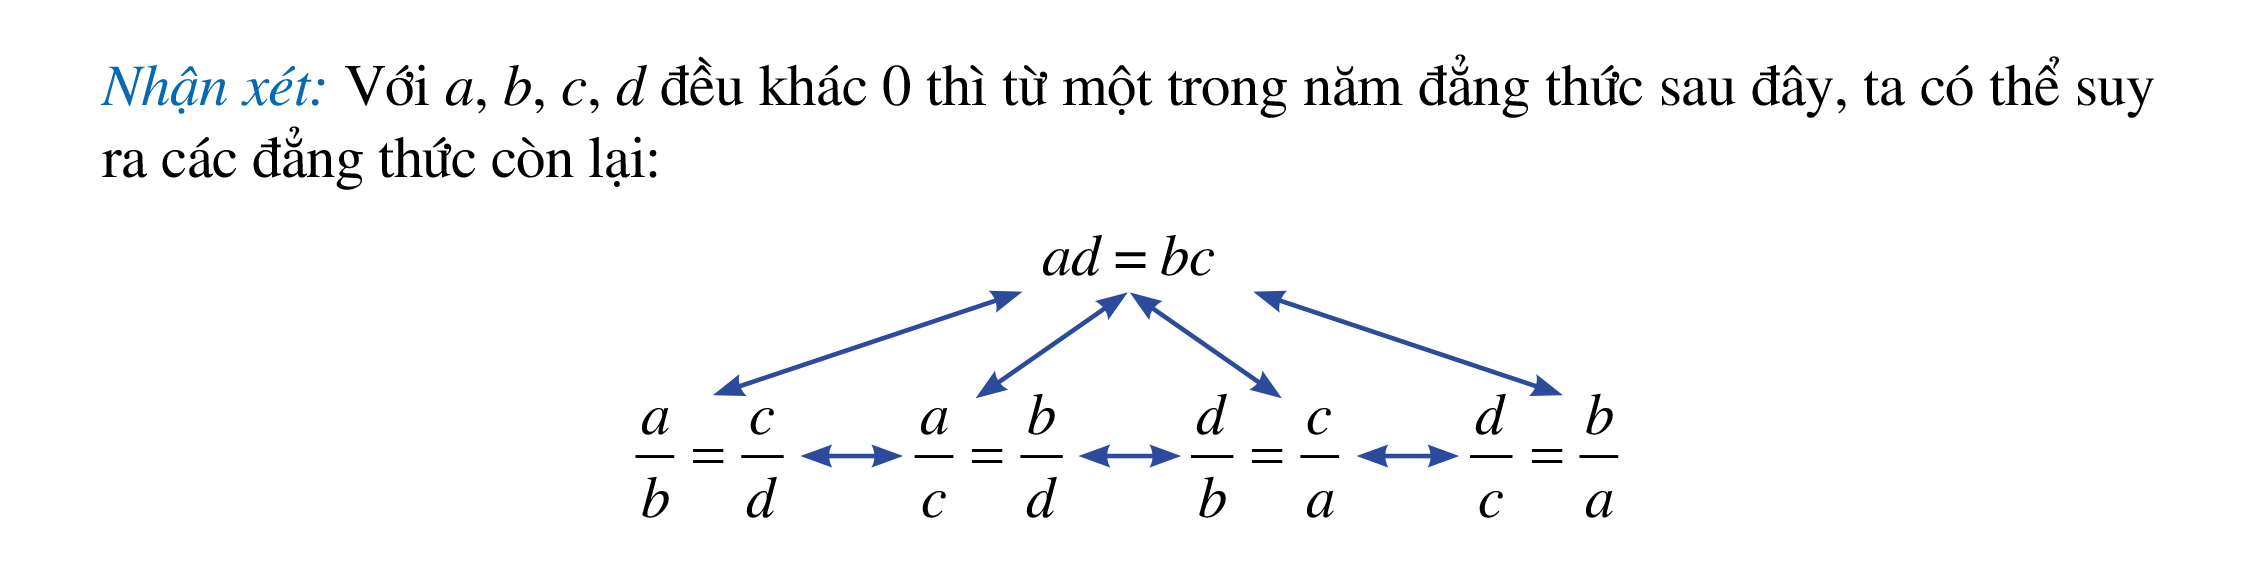 Nhận xét: Với a, b, c, d đều khác 0 thì từ một trong năm đẳng thức sau đây, ta có thể suy
ra các đẳng thức còn lại:
ad = bc
a/b = c/d a/c = b/d d/b = c/a d/c = b/a